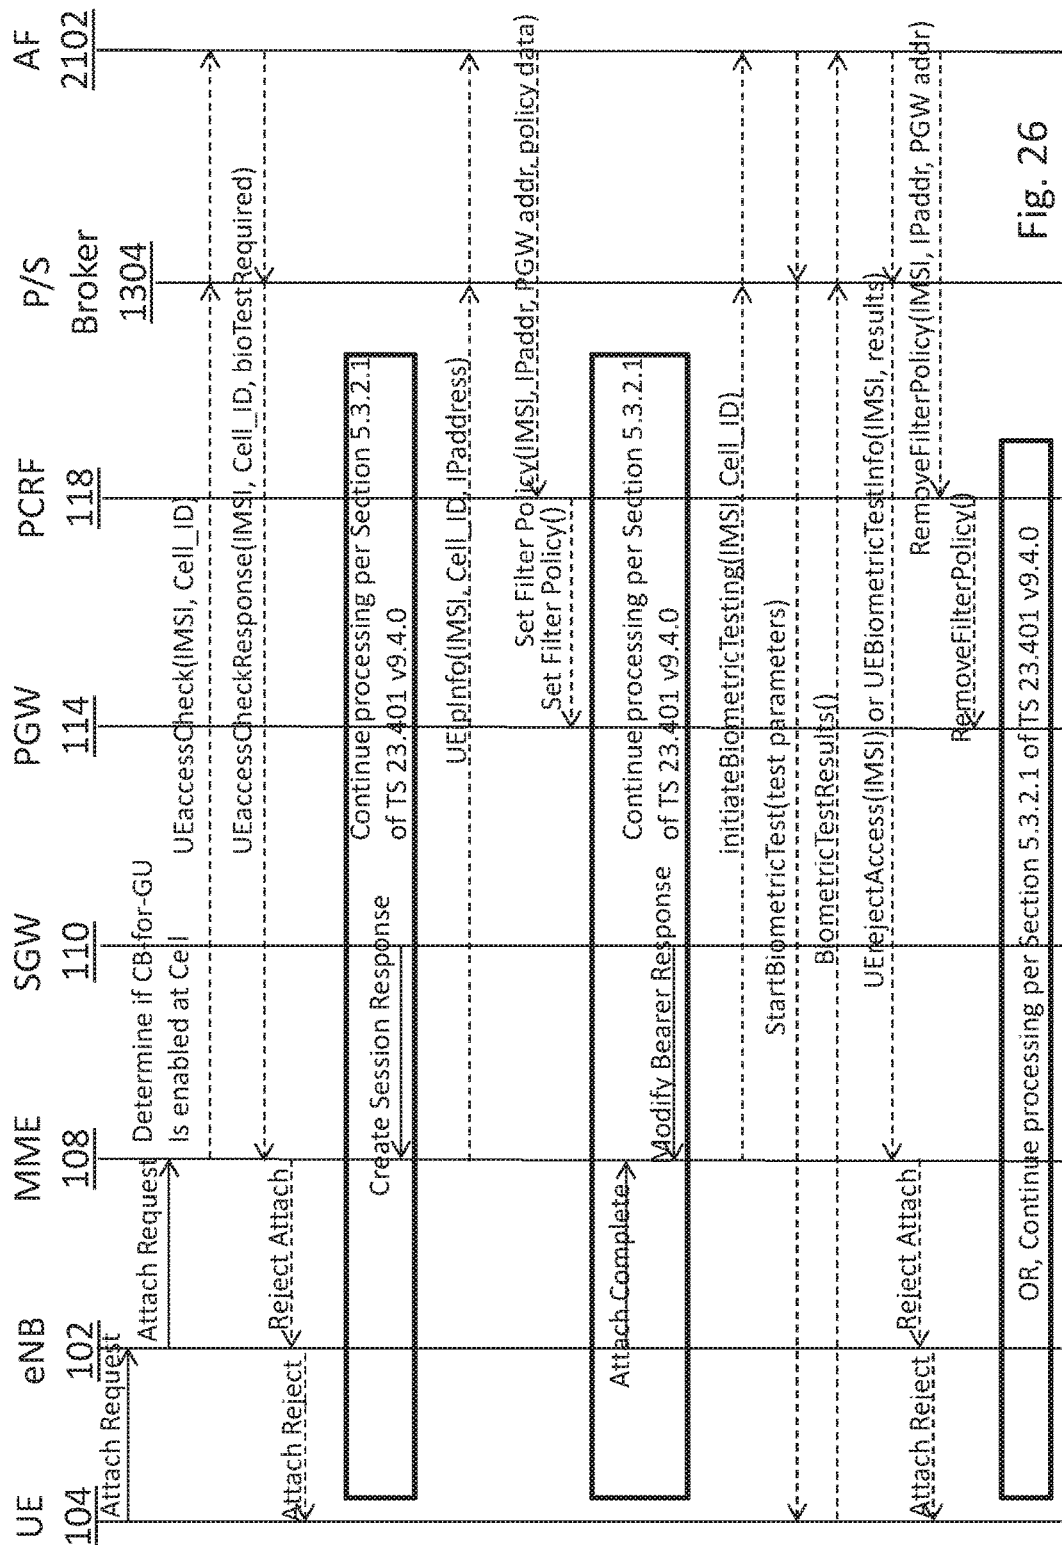 UE
104
eNB
102
MME
108
SGW
110
PGW
114
PCRF
118
P/S
Broker
1304
AF
2102
Attach Request
Attach Request
Determine if CB-for-GU
Is enabled at Cell
UEaccessCheck(IMSI, Cell_ID)
UEaccessCheckResponse(IMSI, Cell_ID, bioTestRequired)
Reject Attach
Attach Reject
Continue processing per Section 5.3.2.1
of TS 23.401 v9.4.0
Create Session Response
UEIpInfo(IMSI, Cell_ID, IPaddress)
Set Filter Policy(IMSI, IPaddr, PGW addr, policy data)
Set Filter Policy()
Attach Complete
Continue processing per Section 5.3.2.1
of TS 23.401 v9.4.0
Modify Bearer Response
initiateBiometricTesting(IMSI, Cell_ID)
StartBiometricTest(test parameters)
BiometricTestResults()
UErejectAccess(IMSI) or UEBiometricTestInfo(IMSI, results)
Reject Attach
Attach Reject
RemoveFilterPolicy(IMSI, IPaddr, PGW addr)
RemoveFilterPolicy()
OR, Continue processing per Section 5.3.2.1 of TS 23.401 v9.4.0
Fig. 26